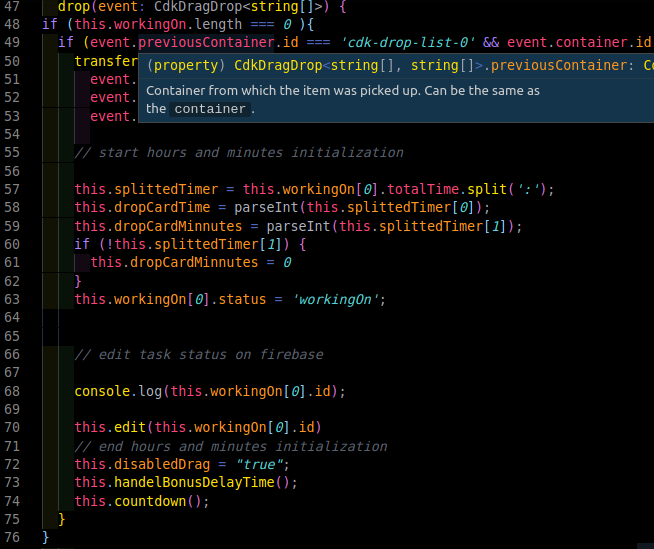 47 drop(event: CdkDragDrop<string[]>) {
48 if (this.workingOn.length === 0 ){
49 if (event.previousContainer.id === 'cdk-drop-list-0' && event.container.id
50 transfer
(property) CdkDragDrop<string[], string[]>.previousContainer: C
51 event.
Container from which the item was picked up. Can be the same as
52 event.
the container.
53 event.
54
55 // start hours and minutes initialization
56
57 this.splittedTimer = this.workingOn[0].totalTime.split(':');
58 this.dropCardTime = parseInt(this.splittedTimer[0]);
59 this.dropCardMinnutes = parseInt(this.splittedTimer[1]);
60 if (!this.splittedTimer[1]) {
61 this.dropCardMinnutes = 0
62 }
63 this.workingOn[0].status = 'workingOn';
64
65
66 // edit task status on firebase
67
68 console.log(this.workingOn[0].id);
69
70 this.edit(this.workingOn[0].id)
71 // end hours and minutes initialization
72 this.disabledDrag = "true";
73 this.handelBonusDelayTime();
74 this.countdown();
75 }
76 }